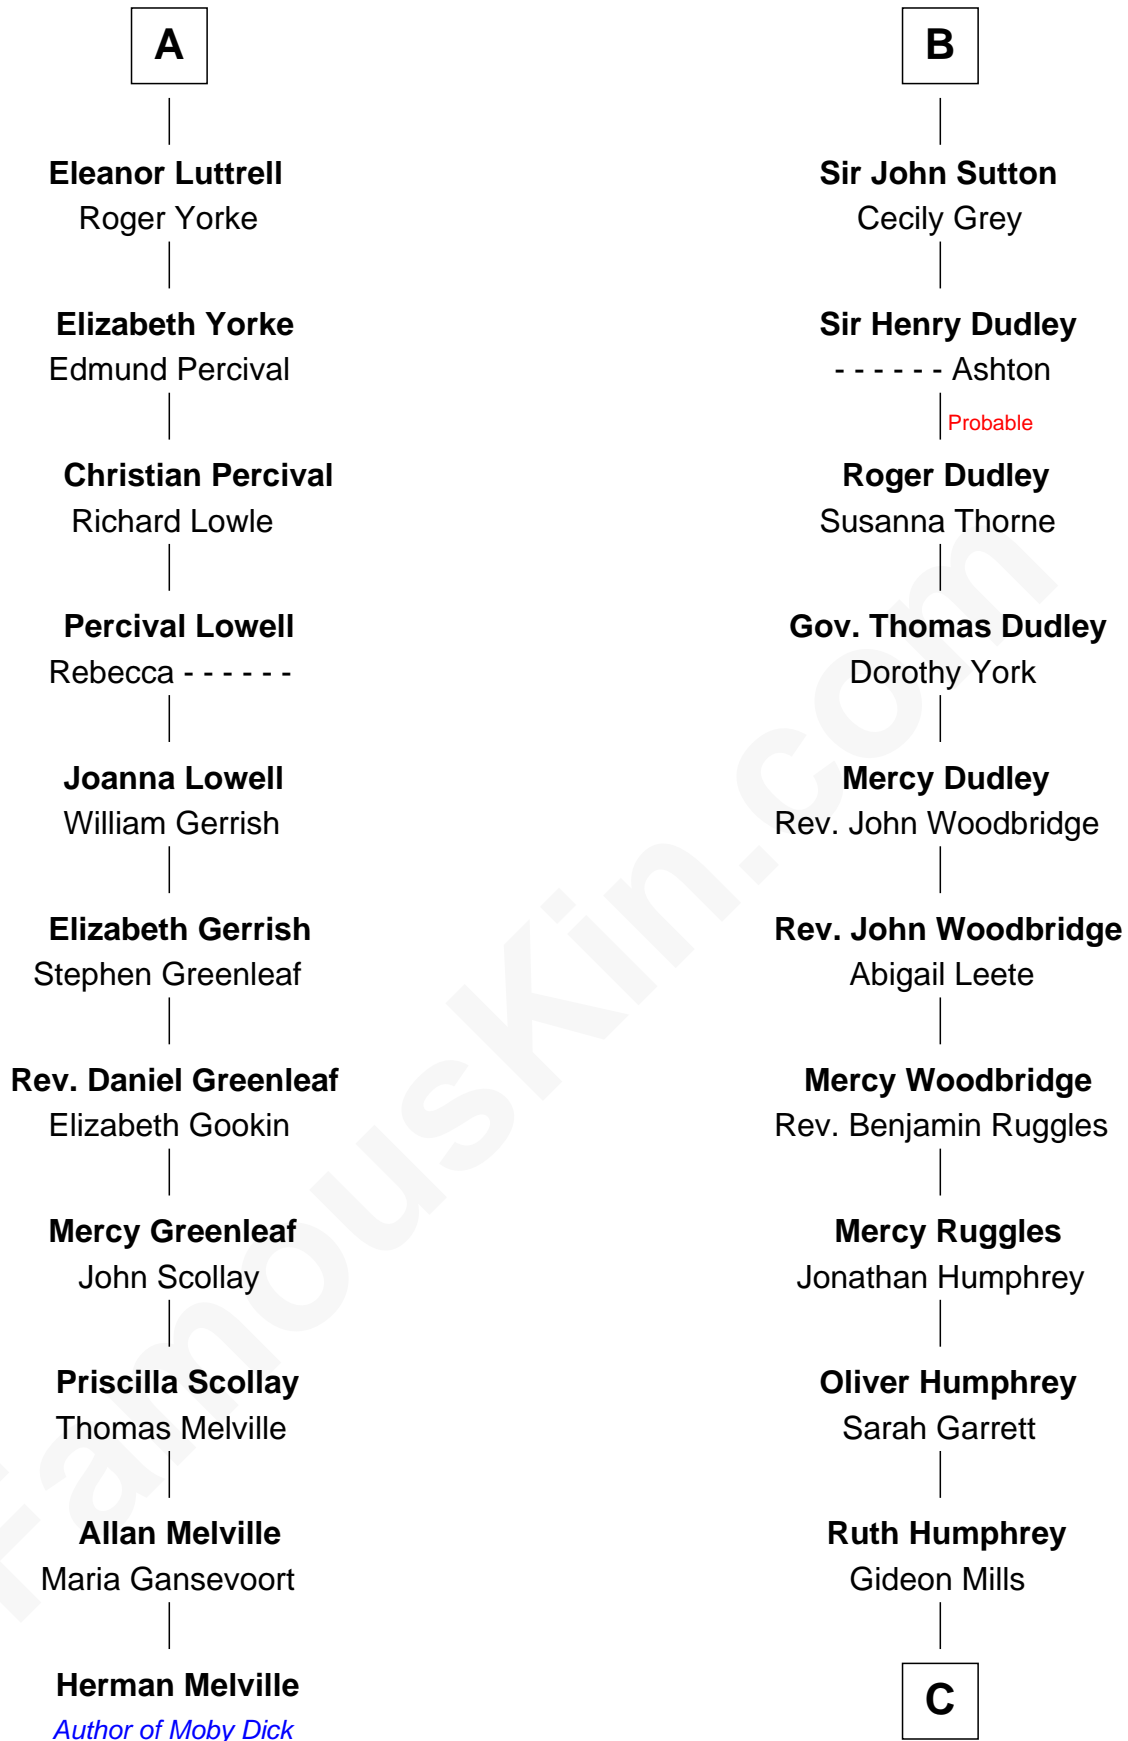 A
Eleanor Luttrell
Roger Yorke
Elizabeth Yorke
Edmund Percival
Christian Percival
Richard Lowle
Percival Lowell
Rebecca - - - - - -
Joanna Lowell
William Gerrish
Elizabeth Gerrish
Stephen Greenleaf
Rev. Daniel Greenleaf
Elizabeth Gookin
Mercy Greenleaf
John Scollay
Priscilla Scollay
Thomas Melville
Allan Melville
Maria Gansevoort
Herman Melville
Author of Moby Dick
B
Sir John Sutton
Cecily Grey
Sir Henry Dudley
- - - - - - Ashton
Probable
Roger Dudley
Susanna Thorne
Gov. Thomas Dudley
Dorothy York
Mercy Dudley
Rev. John Woodbridge
Rev. John Woodbridge
Abigail Leete
Mercy Woodbridge
Rev. Benjamin Ruggles
Mercy Ruggles
Jonathan Humphrey
Oliver Humphrey
Sarah Garrett
Ruth Humphrey
Gideon Mills
C
FamousKin.com